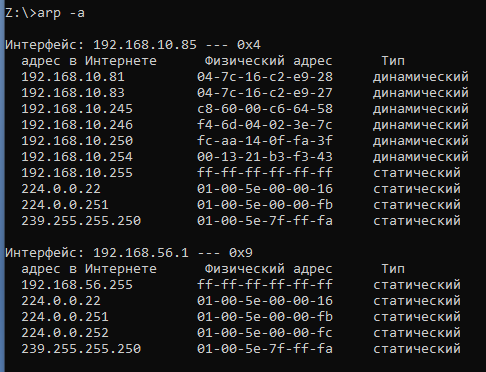 Z:\>arp -a
Интерфейс: 192.168.10.85 --- 0x4
адрес в Интернете Физический адрес Тип
192.168.10.81 04-7c-16-c2-e9-28 динамический
192.168.10.83 04-7c-16-c2-e9-27 динамический
192.168.10.245 c8-60-00-c6-64-58 динамический
192.168.10.246 f4-6d-04-02-3e-7c динамический
192.168.10.250 fc-aa-14-0f-fa-3f динамический
192.168.10.254 00-13-21-b3-f3-43 динамический
192.168.10.255 ff-ff-ff-ff-ff-ff статический
224.0.0.22 01-00-5e-00-00-16 статический
224.0.0.251 01-00-5e-00-00-fb статический
239.255.255.250 01-00-5e-7f-ff-fa статический
Интерфейс: 192.168.56.1 --- 0x9
адрес в Интернете Физический адрес Тип
192.168.56.255 ff-ff-ff-ff-ff-ff статический
224.0.0.22 01-00-5e-00-00-16 статический
224.0.0.251 01-00-5e-00-00-fb статический
224.0.0.252 01-00-5e-00-00-fc статический
239.255.255.250 01-00-5e-7f-ff-fa статический